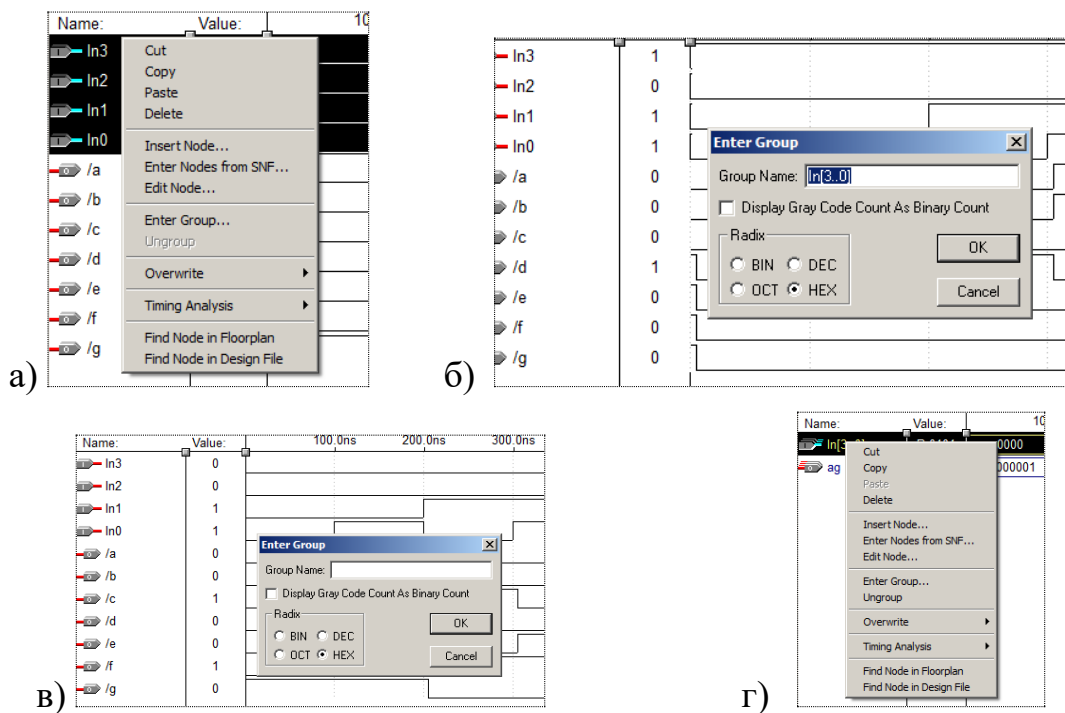 а)
Name: Value: 10
In3
In2
In1
In0
/a
/b
/c
/d
/e
/f
/g
Cut
Copy
Paste
Delete
Insert Node...
Enter Nodes from SNF...
Edit Node...
Enter Group...
Ungroup
Overwrite
Timing Analysis
Find Node in Floorplan
Find Node in Design File
б)
In3 1
In2 0
In1 1
In0 1
/a 0
/b 0
/c 0
/d 1
/e 0
/f 0
/g 0
Enter Group
Group Name: In[3..0]
Display Gray Code Count As Binary Count
Radix
BIN DEC
OCT HEX
OK
Cancel
в)
Name: Value: 100.0ns 200.0ns 300.0ns
In3 0
In2 0
In1 1
In0 1
/a 0
/b 0
/c 1
/d 0
/e 0
/f 1
/g 0
Enter Group
Group Name:
Display Gray Code Count As Binary Count
Radix
BIN DEC
OCT HEX
OK
Cancel
г)
Name: Value: 10
0000
ag 000001
Cut
Copy
Paste
Delete
Insert Node...
Enter Nodes from SNF...
Edit Node...
Enter Group...
Ungroup
Overwrite
Timing Analysis
Find Node in Floorplan
Find Node in Design File